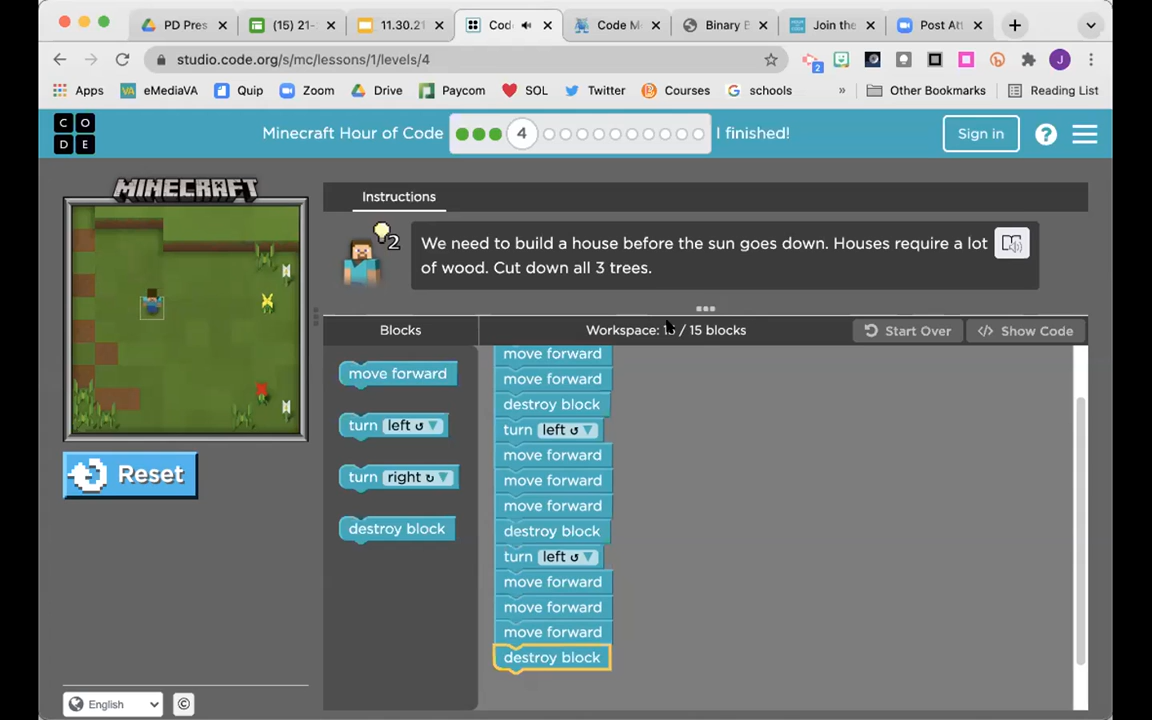 PD Pres
(15) 21-
11.30.21
Cod
Code M
Binary B
Join the
Post Att
studio.code.org/s/mc/lessons/1/levels/4
2
J
Apps
VA
eMediaVA
Quip
Zoom
Drive
Paycom
SOL
Twitter
Courses
schools
»
Other Bookmarks
Reading List
CODE
Minecraft Hour of Code
4
I finished!
Sign in
?
MINECRAFT
Instructions
2
We need to build a house before the sun goes down. Houses require a lot
of wood. Cut down all 3 trees.
Blocks
Workspace: / 15 blocks
Start Over
</> Show Code
move forward
turn left
turn right
destroy block
move forward
move forward
destroy block
turn left
move forward
move forward
move forward
destroy block
turn left
move forward
move forward
move forward
destroy block
Reset
English
©